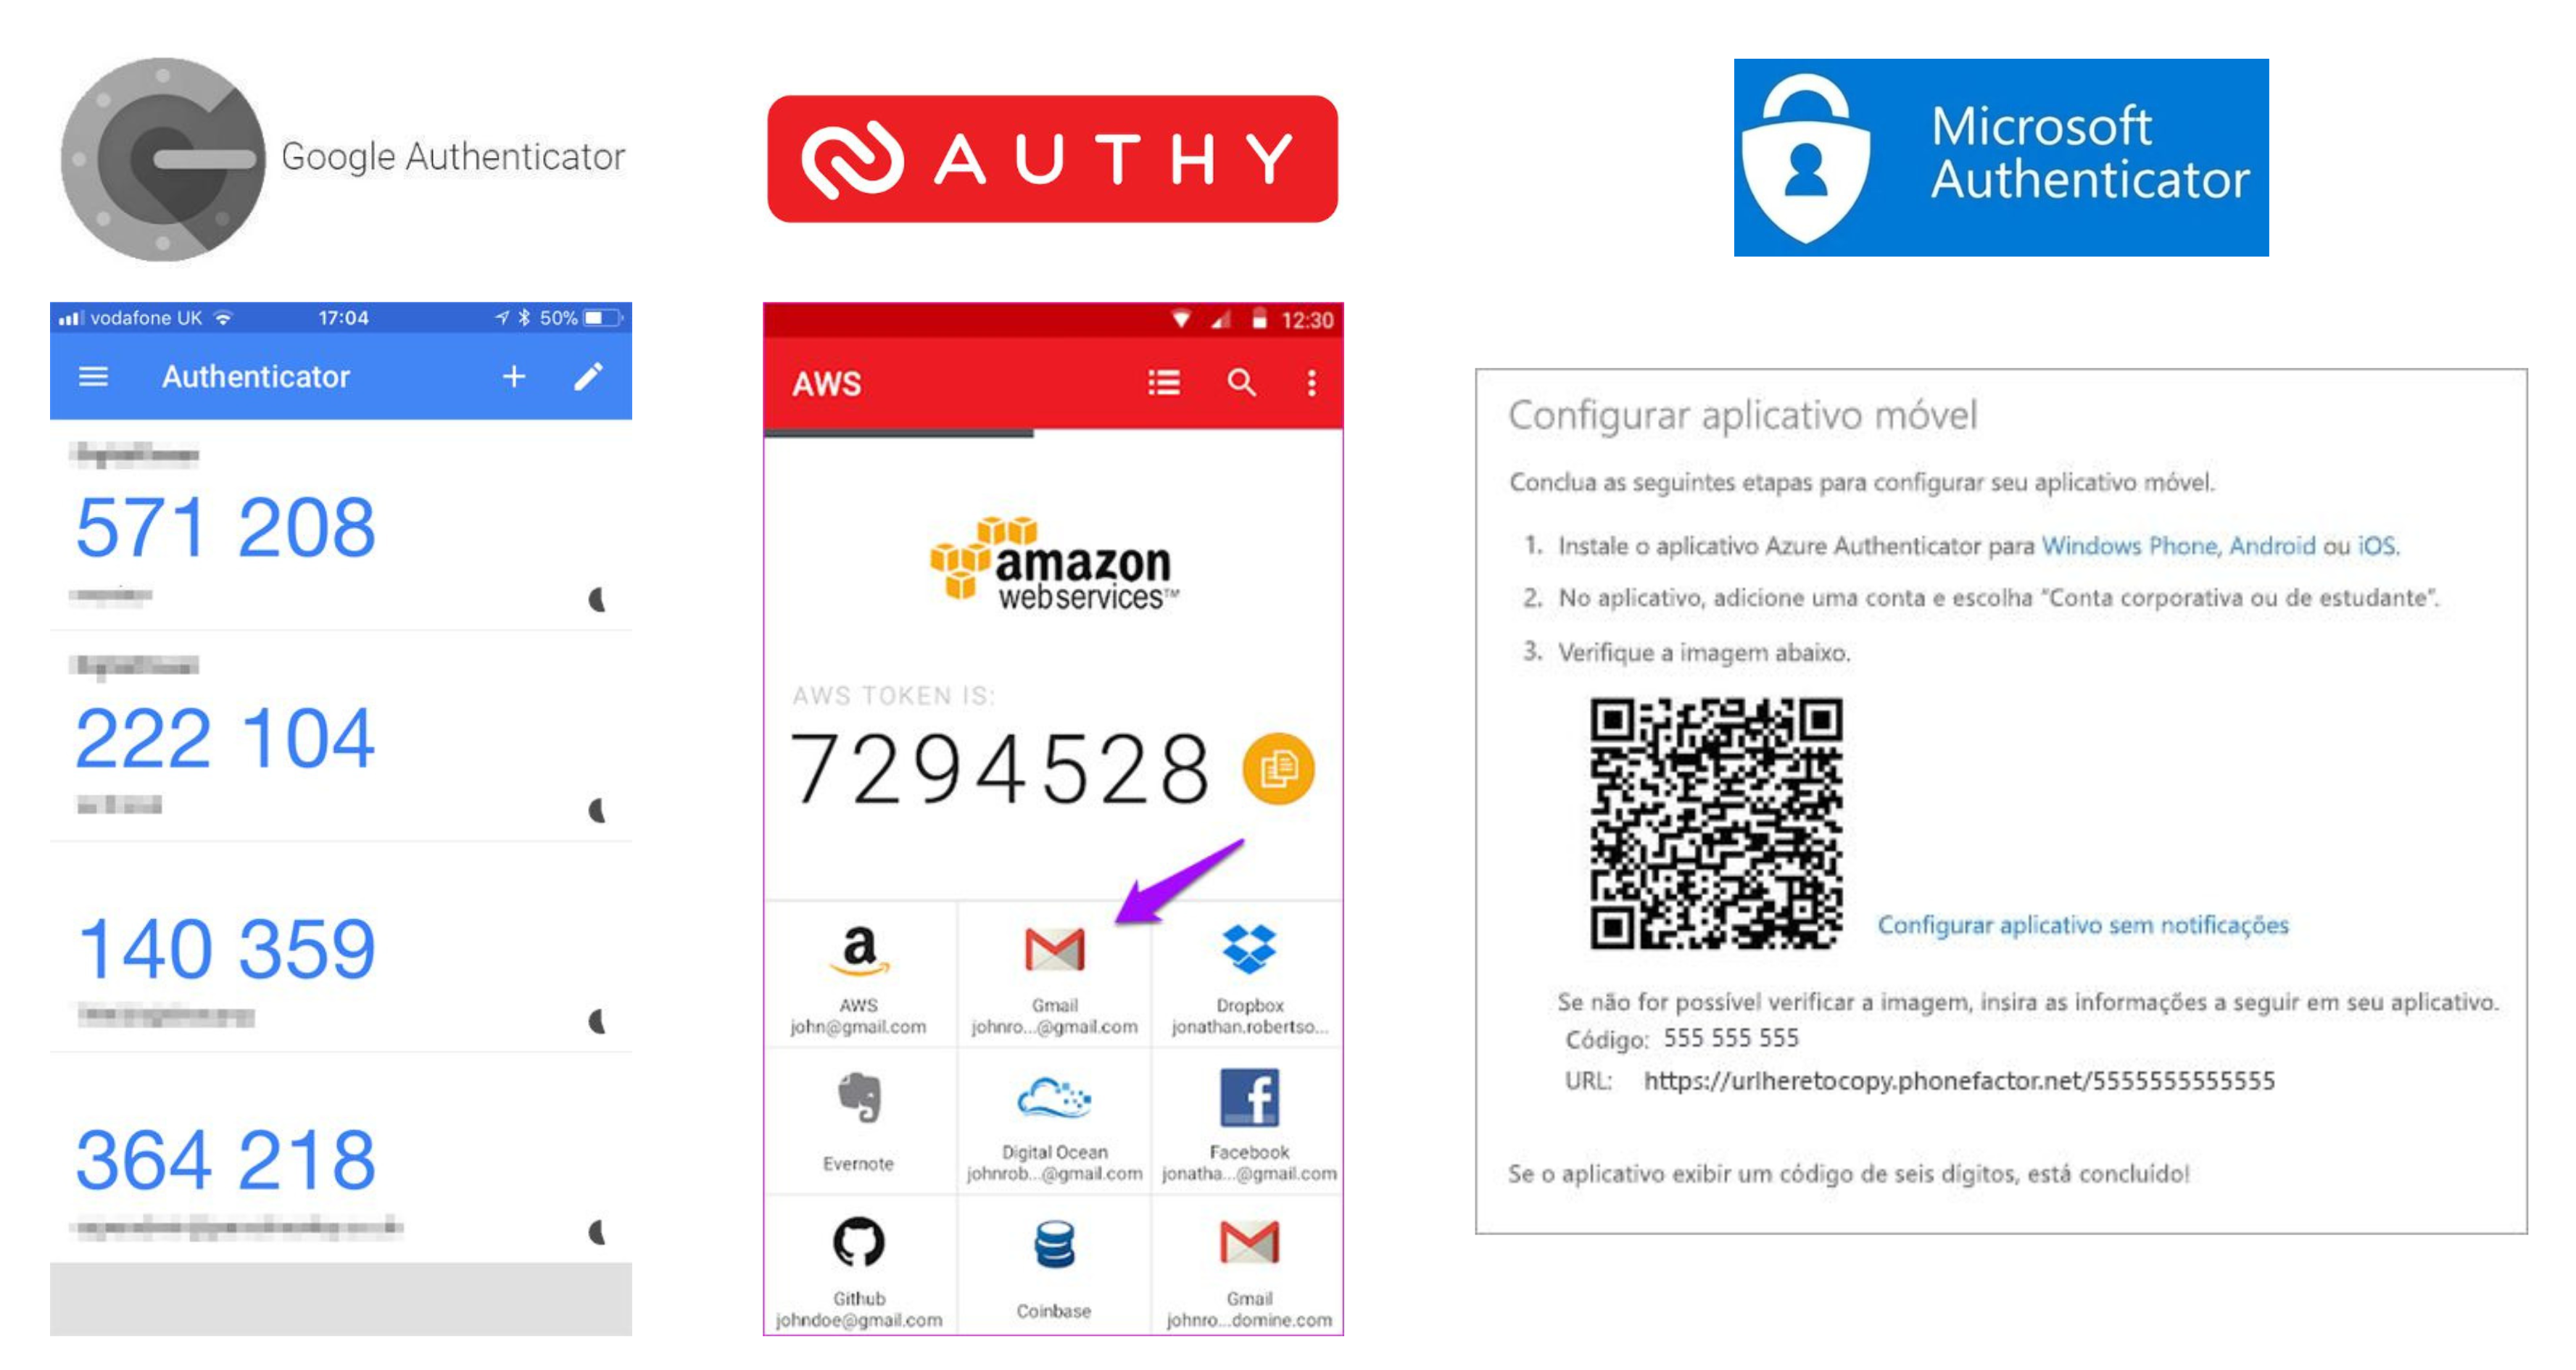 Google Authenticator
vodafone UK 17:04 50%
Authenticator
571 208
222 104
140 359
364 218
AUTHY
12:30
AWS
amazon
webservices™
AWS TOKEN IS:
7294528
AWS
john@gmail.com
Gmail
johnro...@gmail.com
Dropbox
jonathan.robertso...
Evernote
Digital Ocean
johnrob...@gmail.com
Facebook
jonatha...@gmail.com
Github
johndoe@gmail.com
Coinbase
Gmail
johnro...domine.com
Microsoft
Authenticator
Configurar aplicativo móvel
Conclua as seguintes etapas para configurar seu aplicativo móvel.
1. Instale o aplicativo Azure Authenticator para Windows Phone, Android ou iOS.
2. No aplicativo, adicione uma conta e escolha "Conta corporativa ou de estudante".
3. Verifique a imagem abaixo.
Configurar aplicativo sem notificações
Se não for possível verificar a imagem, insira as informações a seguir em seu aplicativo.
Código: 555 555 555
URL: https://urlheretocopy.phonefactor.net/5555555555555
Se o aplicativo exibir um código de seis dígitos, está concluído!